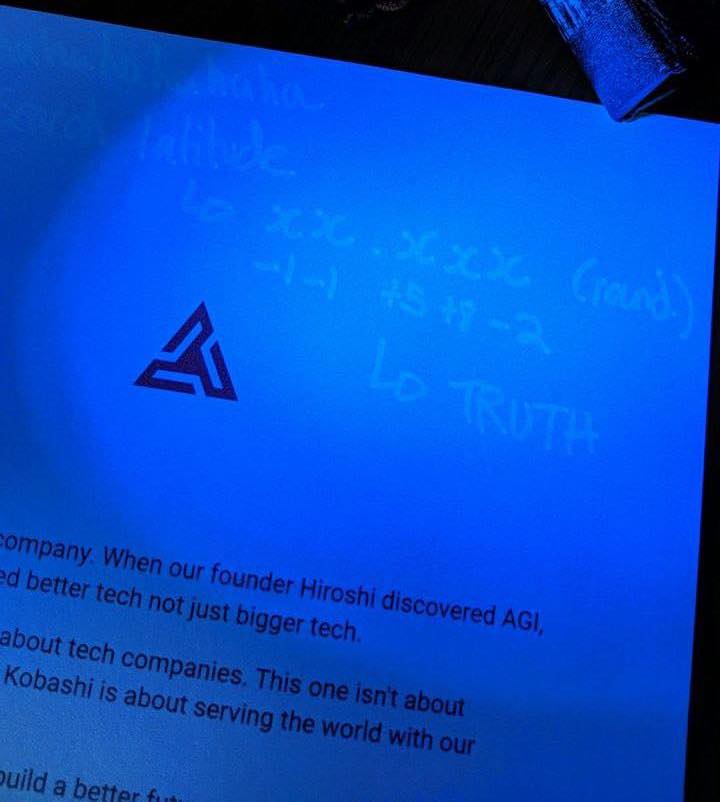 latitude
↳ xx.xxx (round)
-1 -1 +5 +9 -2
↳ TRUTH
company. When our founder Hiroshi discovered AGI,
ed better tech not just bigger tech.
about tech companies. This one isn't about
Kobashi is about serving the world with our
build a better